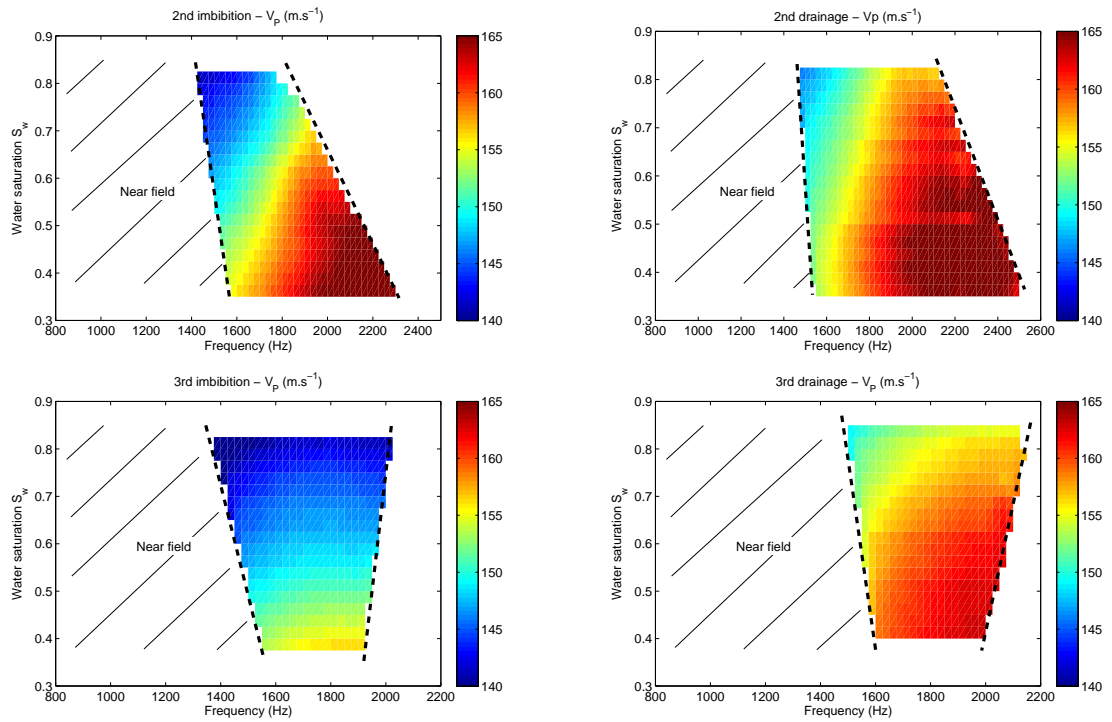 2nd imbibition − V_P (m.s⁻¹)
0.9
0.8
0.7
0.6
0.5
0.4
0.3
Water saturation S_w
Near field
800 1000 1200 1400 1600 1800 2000 2200 2400
Frequency (Hz)
165
160
155
150
145
140
2nd drainage − Vp (m.s⁻¹)
0.9
0.8
0.7
0.6
0.5
0.4
0.3
Water saturation S_w
Near field
800 1000 1200 1400 1600 1800 2000 2200 2400 2600
Frequency (Hz)
165
160
155
150
145
140
3rd imbibition − V_P (m.s⁻¹)
0.9
0.8
0.7
0.6
0.5
0.4
0.3
Water saturation S_w
Near field
800 1000 1200 1400 1600 1800 2000 2200
Frequency (Hz)
165
160
155
150
145
140
3rd drainage − V_P (m.s⁻¹)
0.9
0.8
0.7
0.6
0.5
0.4
0.3
Water saturation S_w
Near field
800 1000 1200 1400 1600 1800 2000 2200
Frequency (Hz)
165
160
155
150
145
140